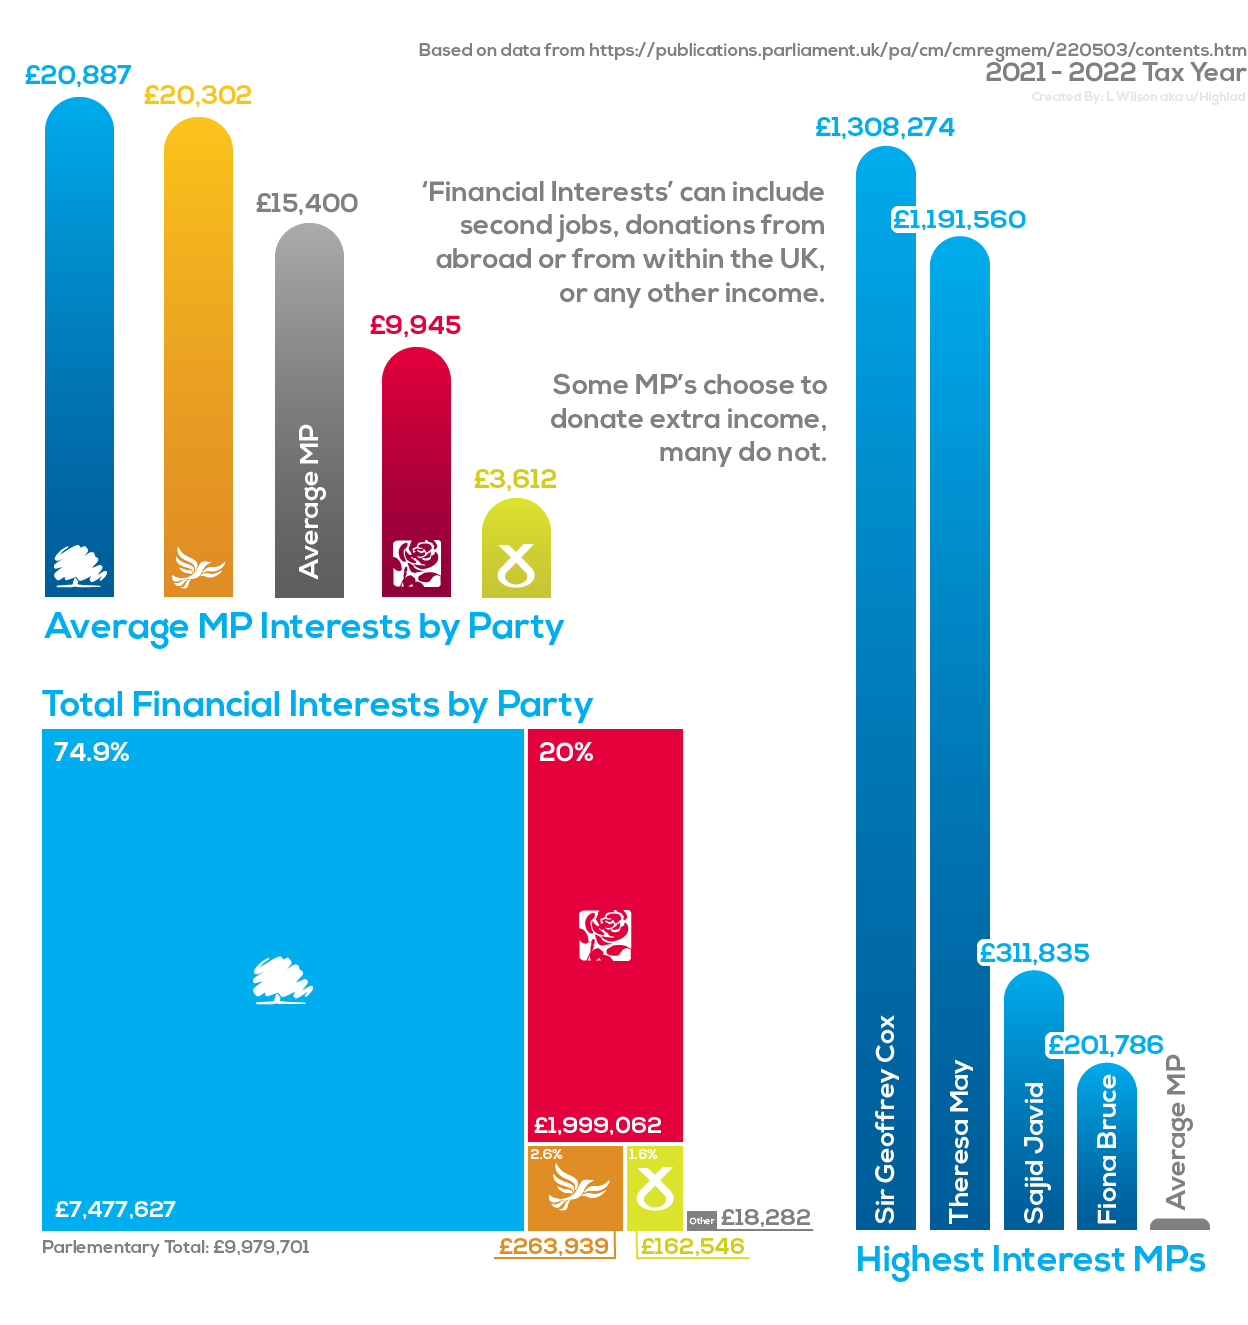 Based on data from https://publications.parliament.uk/pa/cm/cmregmem/220503/contents.htm
2021 - 2022 Tax Year
Created By: L Wilson aka u/Highlad
£20,887
£20,302
£15,400
£9,945
£3,612
Average MP
Average MP Interests by Party
‘Financial Interests’ can include
second jobs, donations from
abroad or from within the UK,
or any other income.
Some MP’s choose to
donate extra income,
many do not.
Total Financial Interests by Party
74.9%
£7,477,627
20%
£1,999,062
2.6%
£263,939
1.6%
£162,546
Other
£18,282
Parlementary Total: £9,979,701
£1,308,274
Sir Geoffrey Cox
£1,191,560
Theresa May
£311,835
Sajid Javid
£201,786
Fiona Bruce
Average MP
Highest Interest MPs